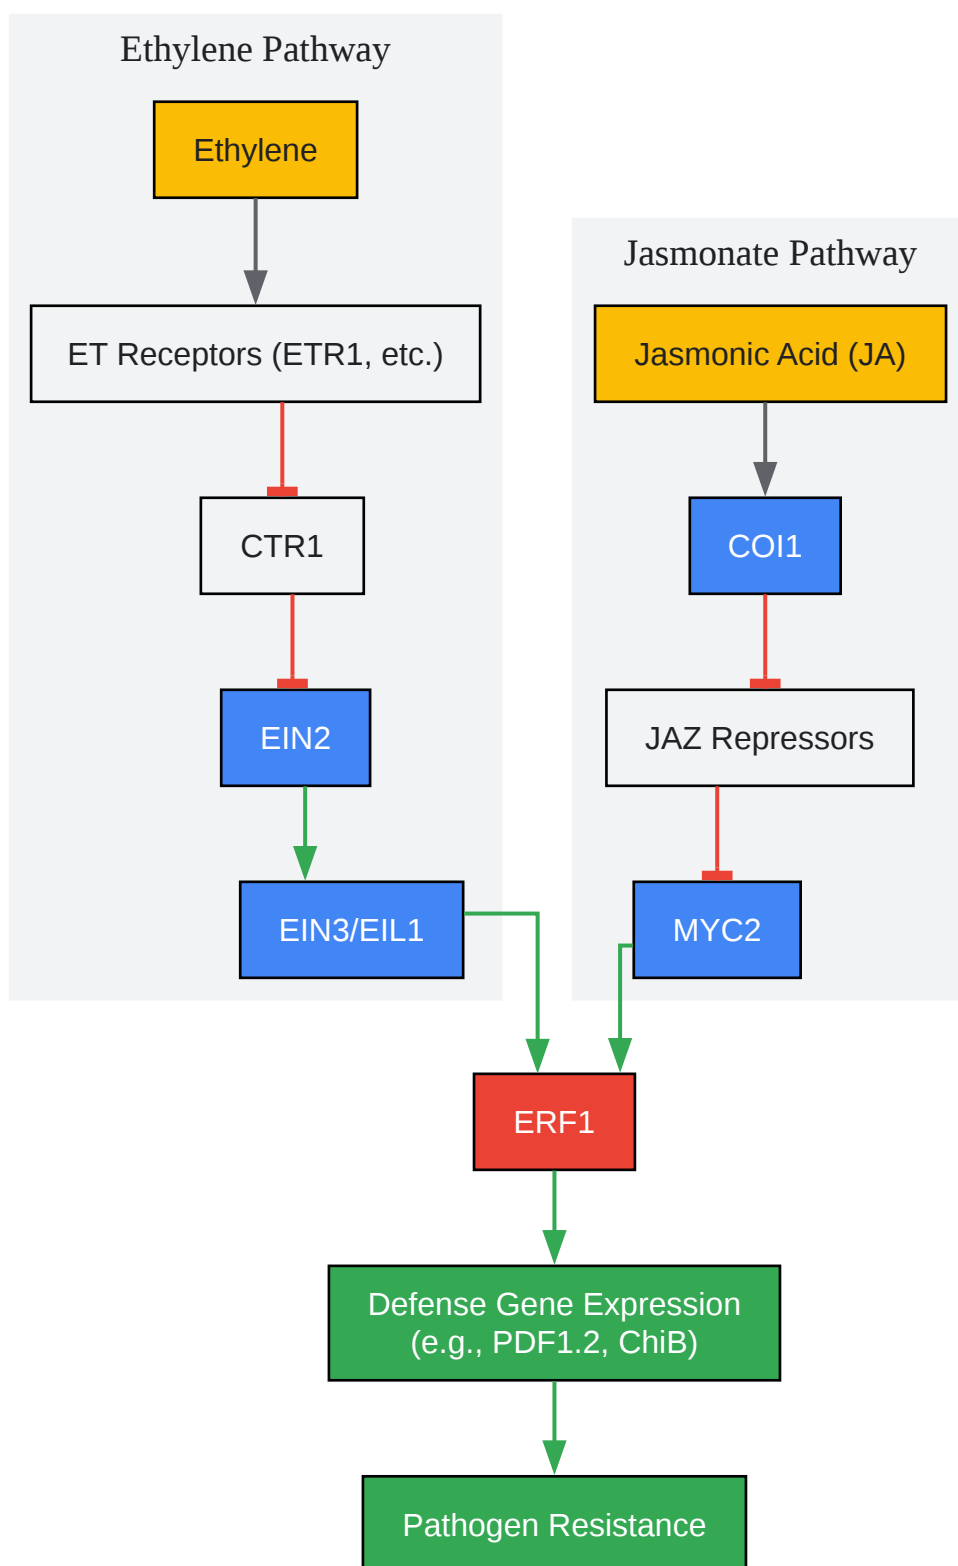 Ethylene Pathway
Ethylene
ET Receptors (ETR1, etc.)
CTR1
EIN2
EIN3/EIL1
Jasmonate Pathway
Jasmonic Acid (JA)
COI1
JAZ Repressors
MYC2
ERF1
Defense Gene Expression
(e.g., PDF1.2, ChiB)
Pathogen Resistance